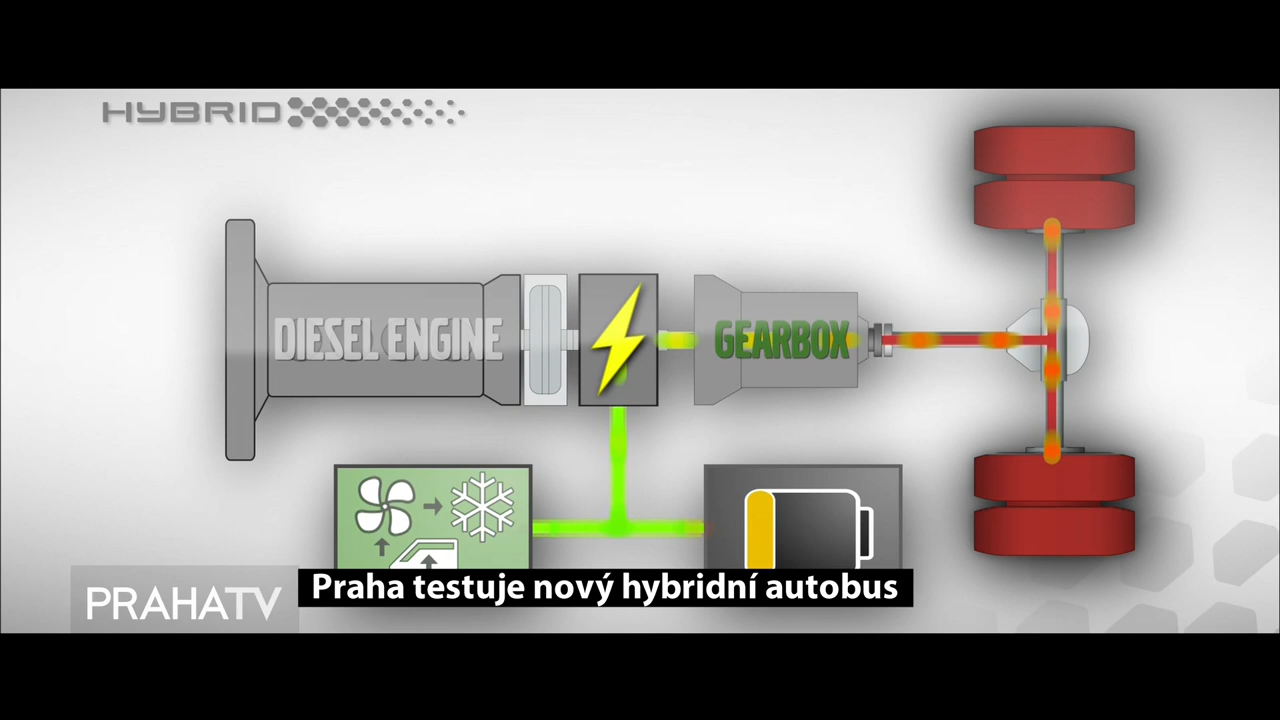 HYBRID
DIESEL ENGINE
GEARBOX
PRAHATV
Praha testuje nový hybridní autobus